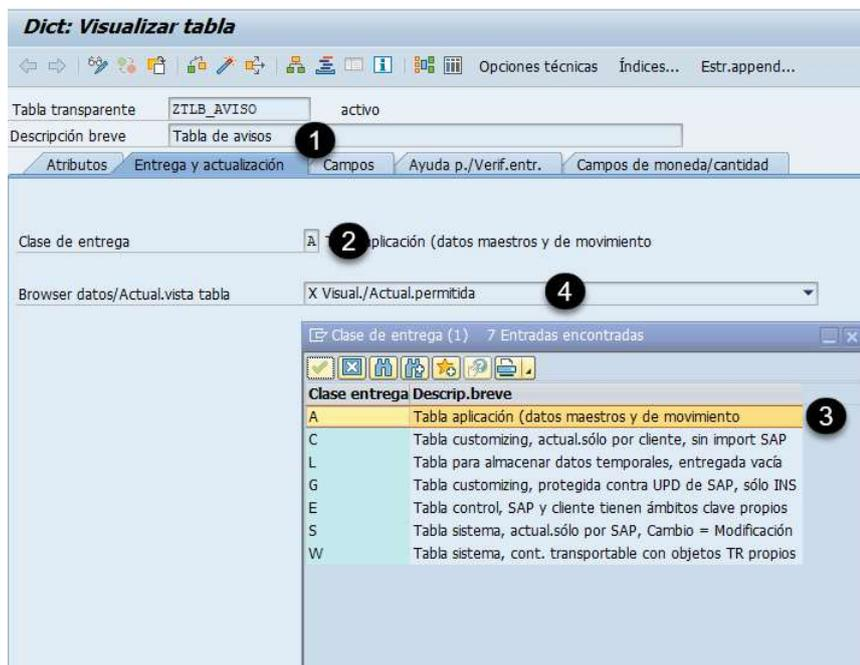 Dict: Visualizar tabla
Opciones técnicas Índices... Estr.append...
Tabla transparente ZTLB_AVISO activo
Descripción breve Tabla de avisos 1
Atributos Entrega y actualización Campos Ayuda p./Verif.entr. Campos de moneda/cantidad
Clase de entrega A 2 aplicación (datos maestros y de movimiento
Browser datos/Actual.vista tabla X Visual./Actual.permitida 4
Clase de entrega (1) 7 Entradas encontradas
Clase entrega Descrip.breve
A Tabla aplicación (datos maestros y de movimiento 3
C Tabla customizing, actual.sólo por cliente, sin import SAP
L Tabla para almacenar datos temporales, entregada vacía
G Tabla customizing, protegida contra UPD de SAP, sólo INS
E Tabla control, SAP y cliente tienen ámbitos clave propios
S Tabla sistema, actual.sólo por SAP, Cambio = Modificación
W Tabla sistema, cont. transportable con objetos TR propios